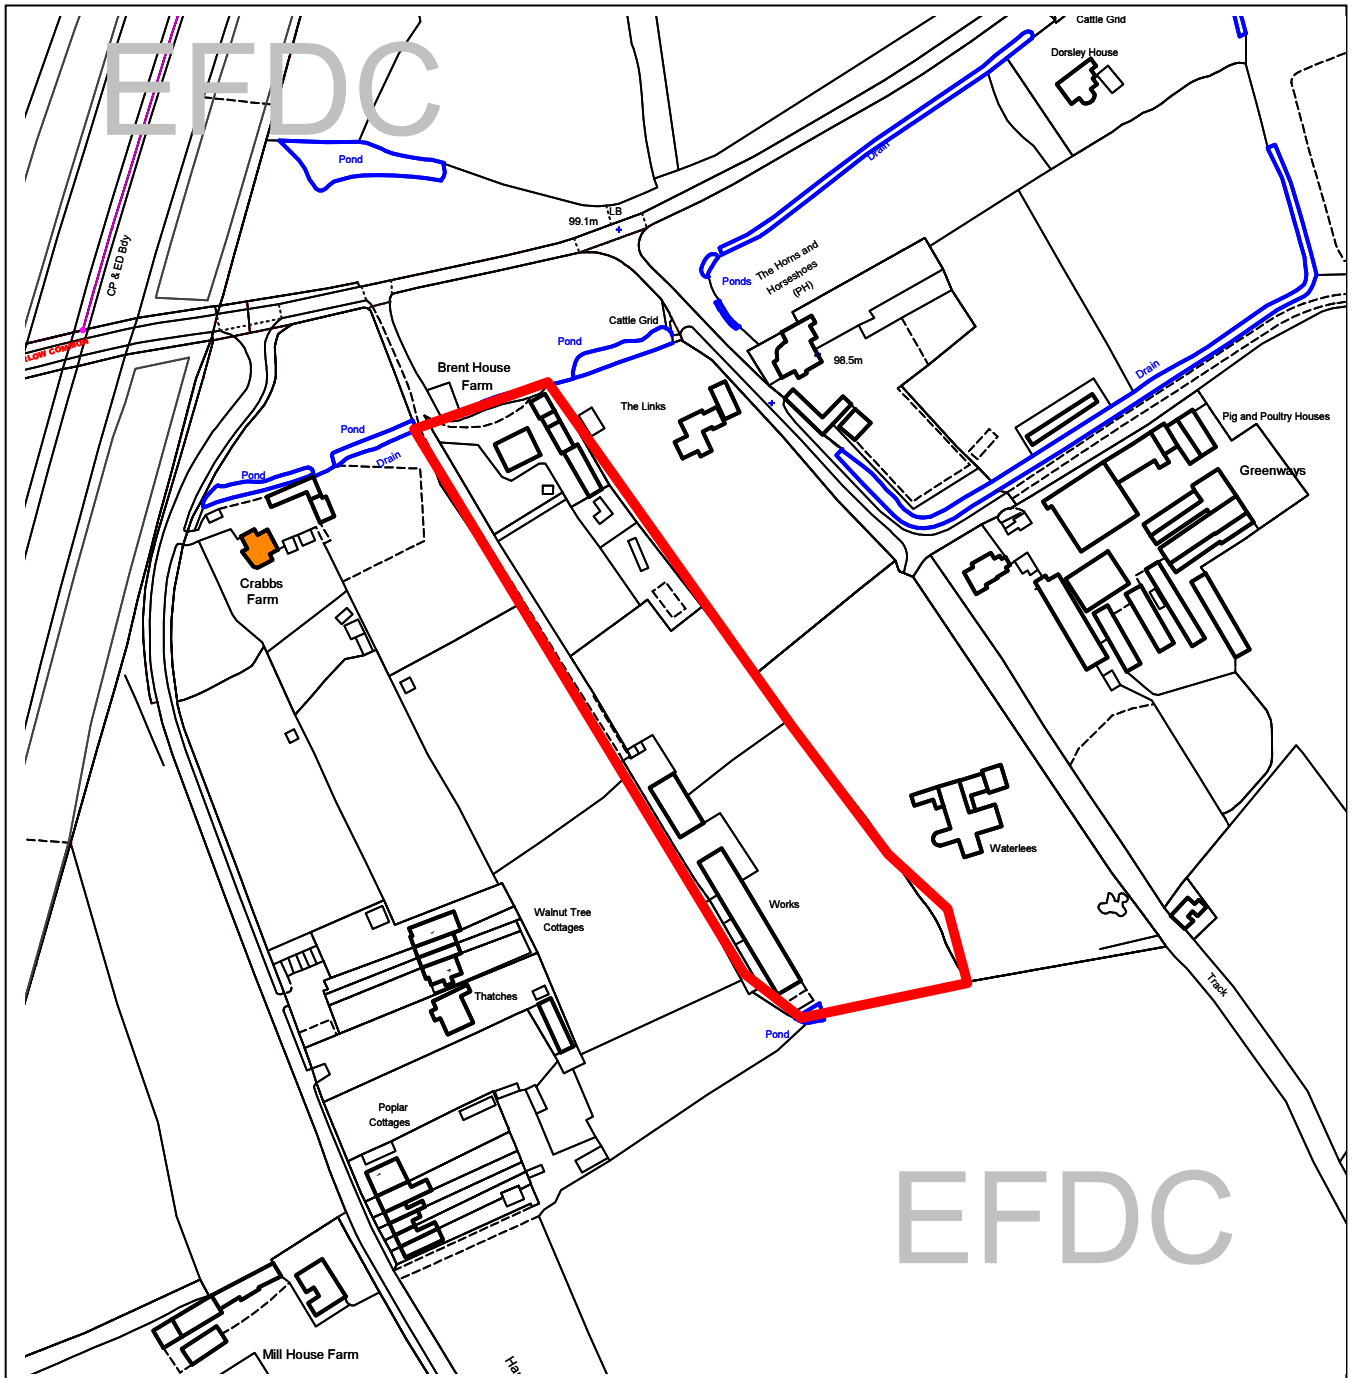 EFDC
Cattle Grid
Dorsley House
Pond
Drain
LB
99.1m
CP & ED Bdy
The Horns and
Horseshoes
(PH)
Ponds
Cattle Grid
Pond
98.5m
LOW COMMON
Brent House
Farm
The Links
Drain
Pig and Poultry Houses
Greenways
Pond
Drain
Pond
Crabbs
Farm
Waterlees
Works
Walnut Tree
Cottages
Thatches
Track
Pond
Poplar
Cottages
EFDC
Mill House Farm